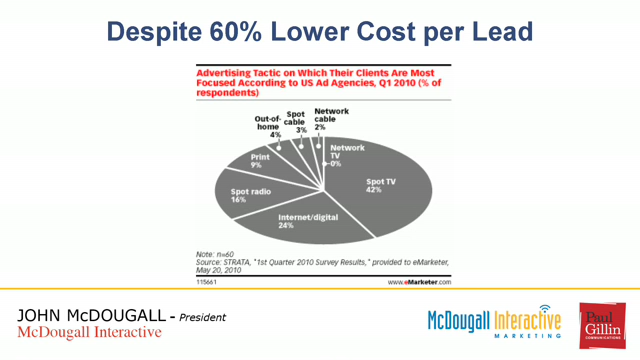 Despite 60% Lower Cost per Lead
Advertising Tactic on Which Their Clients Are Most
Focused According to US Ad Agencies, Q1 2010 (% of
respondents)
Out-of-
home
4%
Spot
cable
3%
Network
cable
2%
Network
TV
0%
Print
9%
Spot TV
42%
Spot radio
16%
Internet/digital
24%
Note: n=60
Source: STRATA, "1st Quarter 2010 Survey Results," provided to eMarketer,
May 20, 2010
115661 www.eMarketer.com
JOHN McDOUGALL – President
McDougall Interactive
McDougall Interactive
MARKETING
Paul
Gillin
COMMUNICATIONS